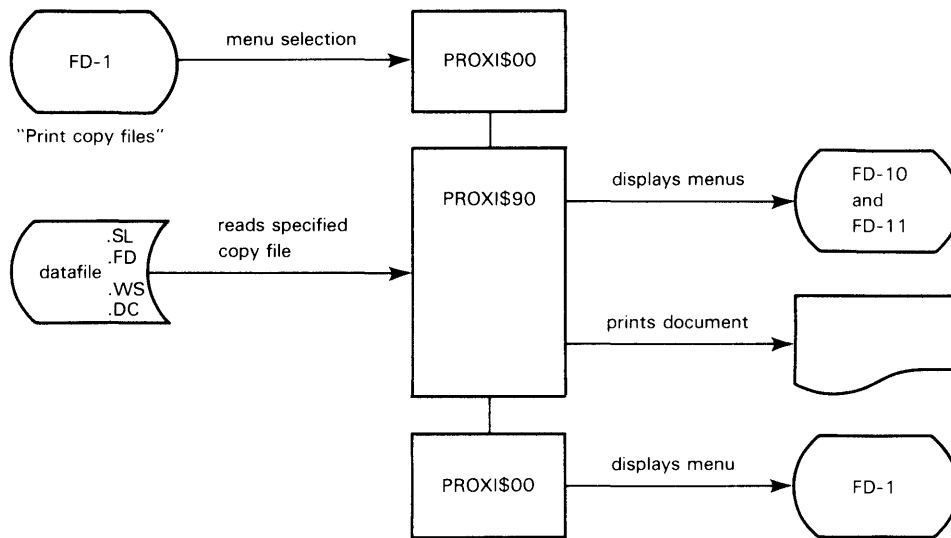 FD-1
menu selection
PROXI$00
"Print copy files"
PROXI$90
displays menus
FD-10
and
FD-11
datafile
.SL
.FD
.WS
.DC
reads specified
copy file
prints document
PROXI$00
displays menu
FD-1